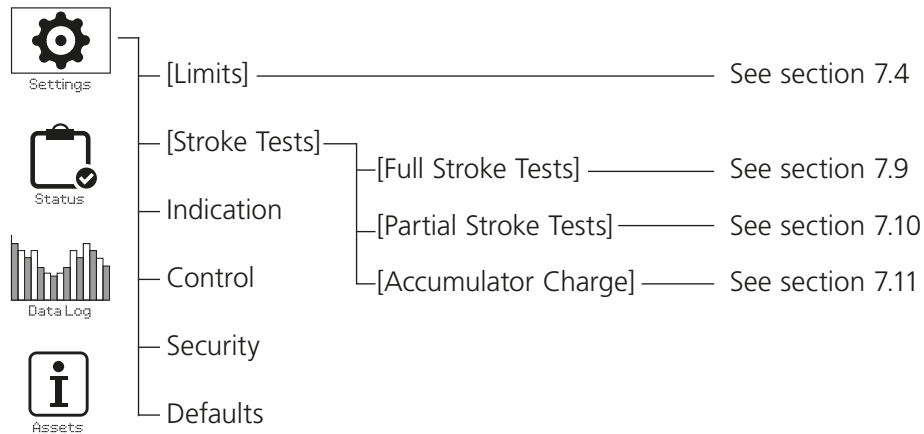 Settings
[Limits] See section 7.4
[Stroke Tests]
[Full Stroke Tests] See section 7.9
Status
Indication
[Partial Stroke Tests] See section 7.10
Control
[Accumulator Charge] See section 7.11
Data Log
Security
Defaults
Assets